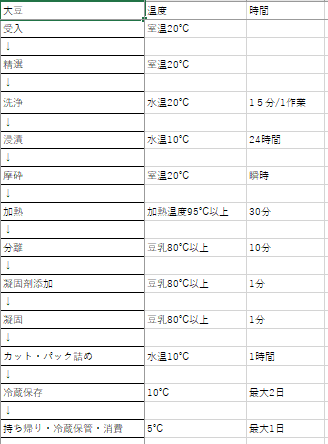 大豆 温度 時間
受入 室温20℃
↓
精選 室温20℃
↓
洗浄 水温20℃ 15分/1作業
↓
浸漬 水温10℃ 24時間
↓
摩砕 室温20℃ 瞬時
↓
加熱 加熱温度95℃以上 30分
↓
分離 豆乳80℃以上 10分
↓
凝固剤添加 豆乳80℃以上 1分
↓
凝固 豆乳80℃以上 1分
↓
カット・パック詰め 水温10℃ 1時間
↓
冷蔵保存 10℃ 最大2日
↓
持ち帰り・冷蔵保管・消費 5℃ 最大1日